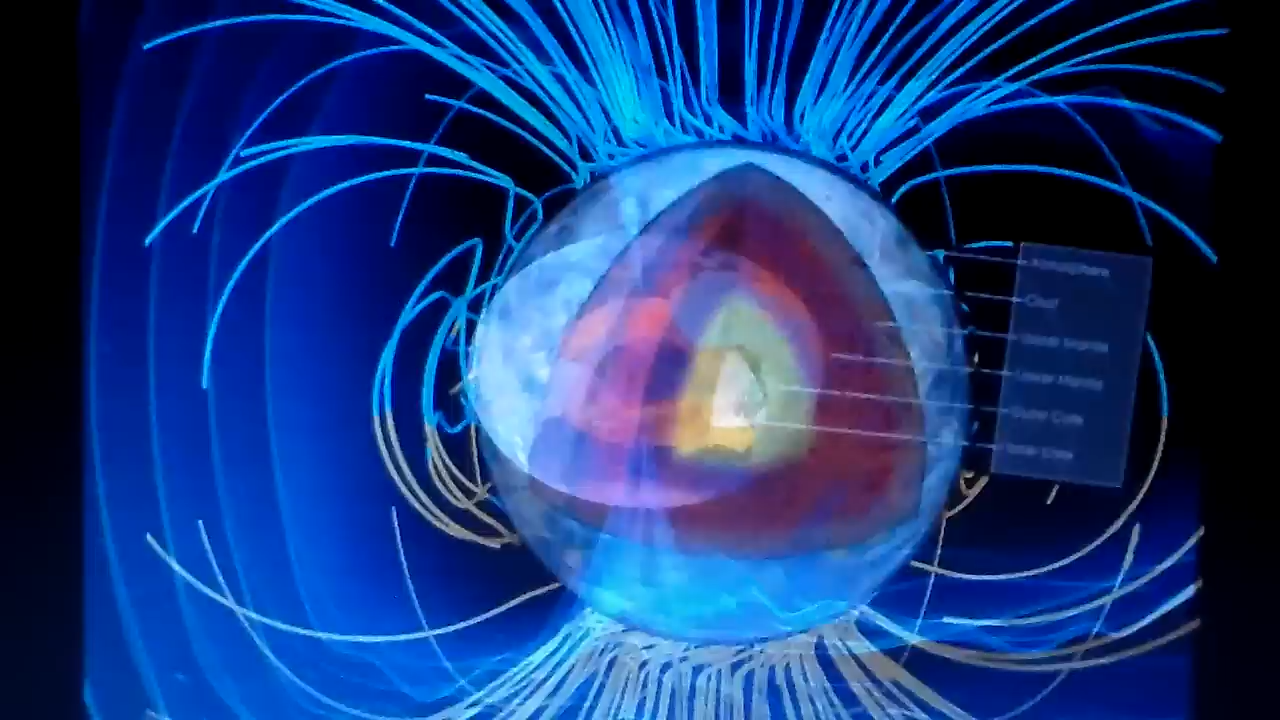 Atmosphere
Crust
Upper Mantle
Lower Mantle
Outer Core
Inner Core